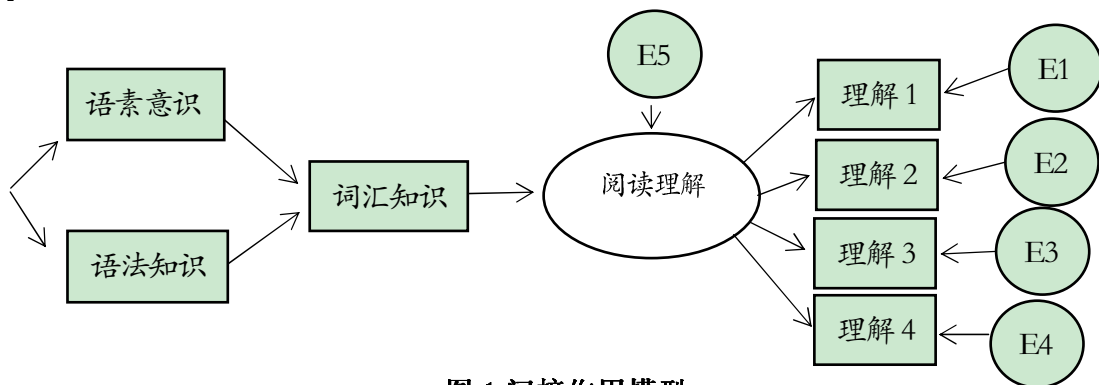 E5
E1
语素意识
理解 1
E2
词汇知识
阅读理解
理解 2
语法知识
理解 3
E3
理解 4
E4
图 1 间接作用模型